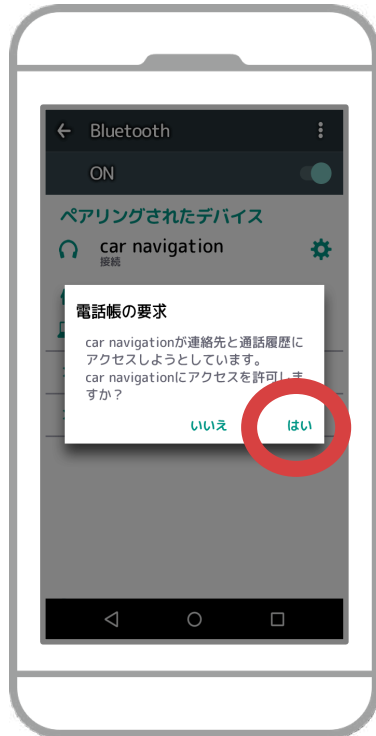 Bluetooth
ON
ペアリングされたデバイス
car navigation
接続
電話帳の要求
car navigationが連絡先と通話履歴に
アクセスしようとしています。
car navigationにアクセスを許可しま
すか？
いいえ はい